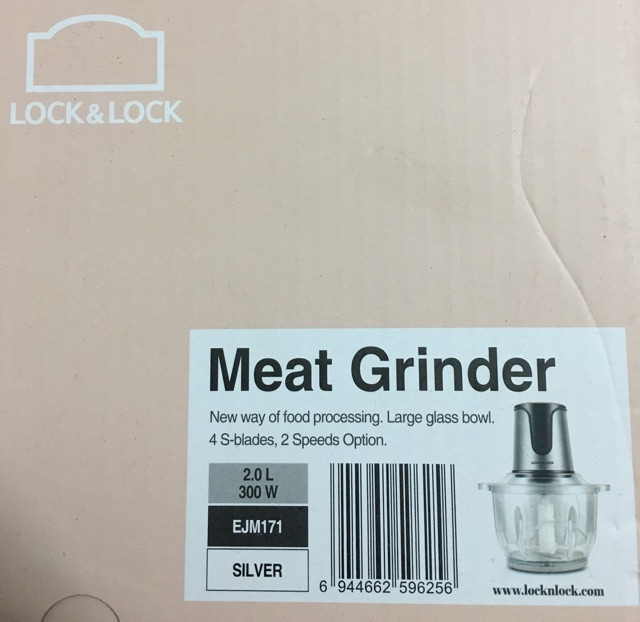 LOCK&LOCK
Meat Grinder
New way of food processing. Large glass bowl.
4 S-blades, 2 Speeds Option.
2.0 L
300 W
EJM171
SILVER
6 944662 596256
www.locknlock.com